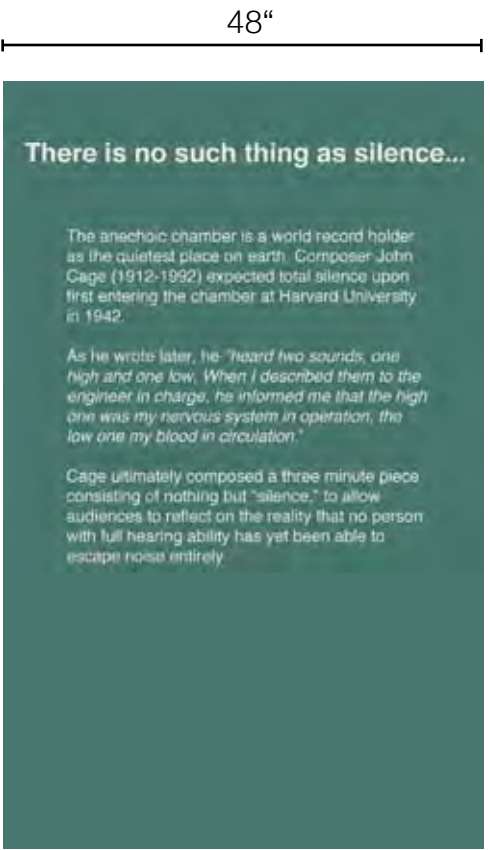 48“
There is no such thing as silence...
The anechoic chamber is a world record holder
as the quietest place on earth. Composer John
Cage (1912-1992) expected total silence upon
first entering the chamber at Harvard University
in 1942.
As he wrote later, he "heard two sounds, one
high and one low. When I described them to the
engineer in charge, he informed me that the high
one was my nervous system in operation, the
low one my blood in circulation."
Cage ultimately composed a three minute piece
consisting of nothing but "silence," to allow
audiences to reflect on the reality that no person
with full hearing ability has yet been able to
escape noise entirely.